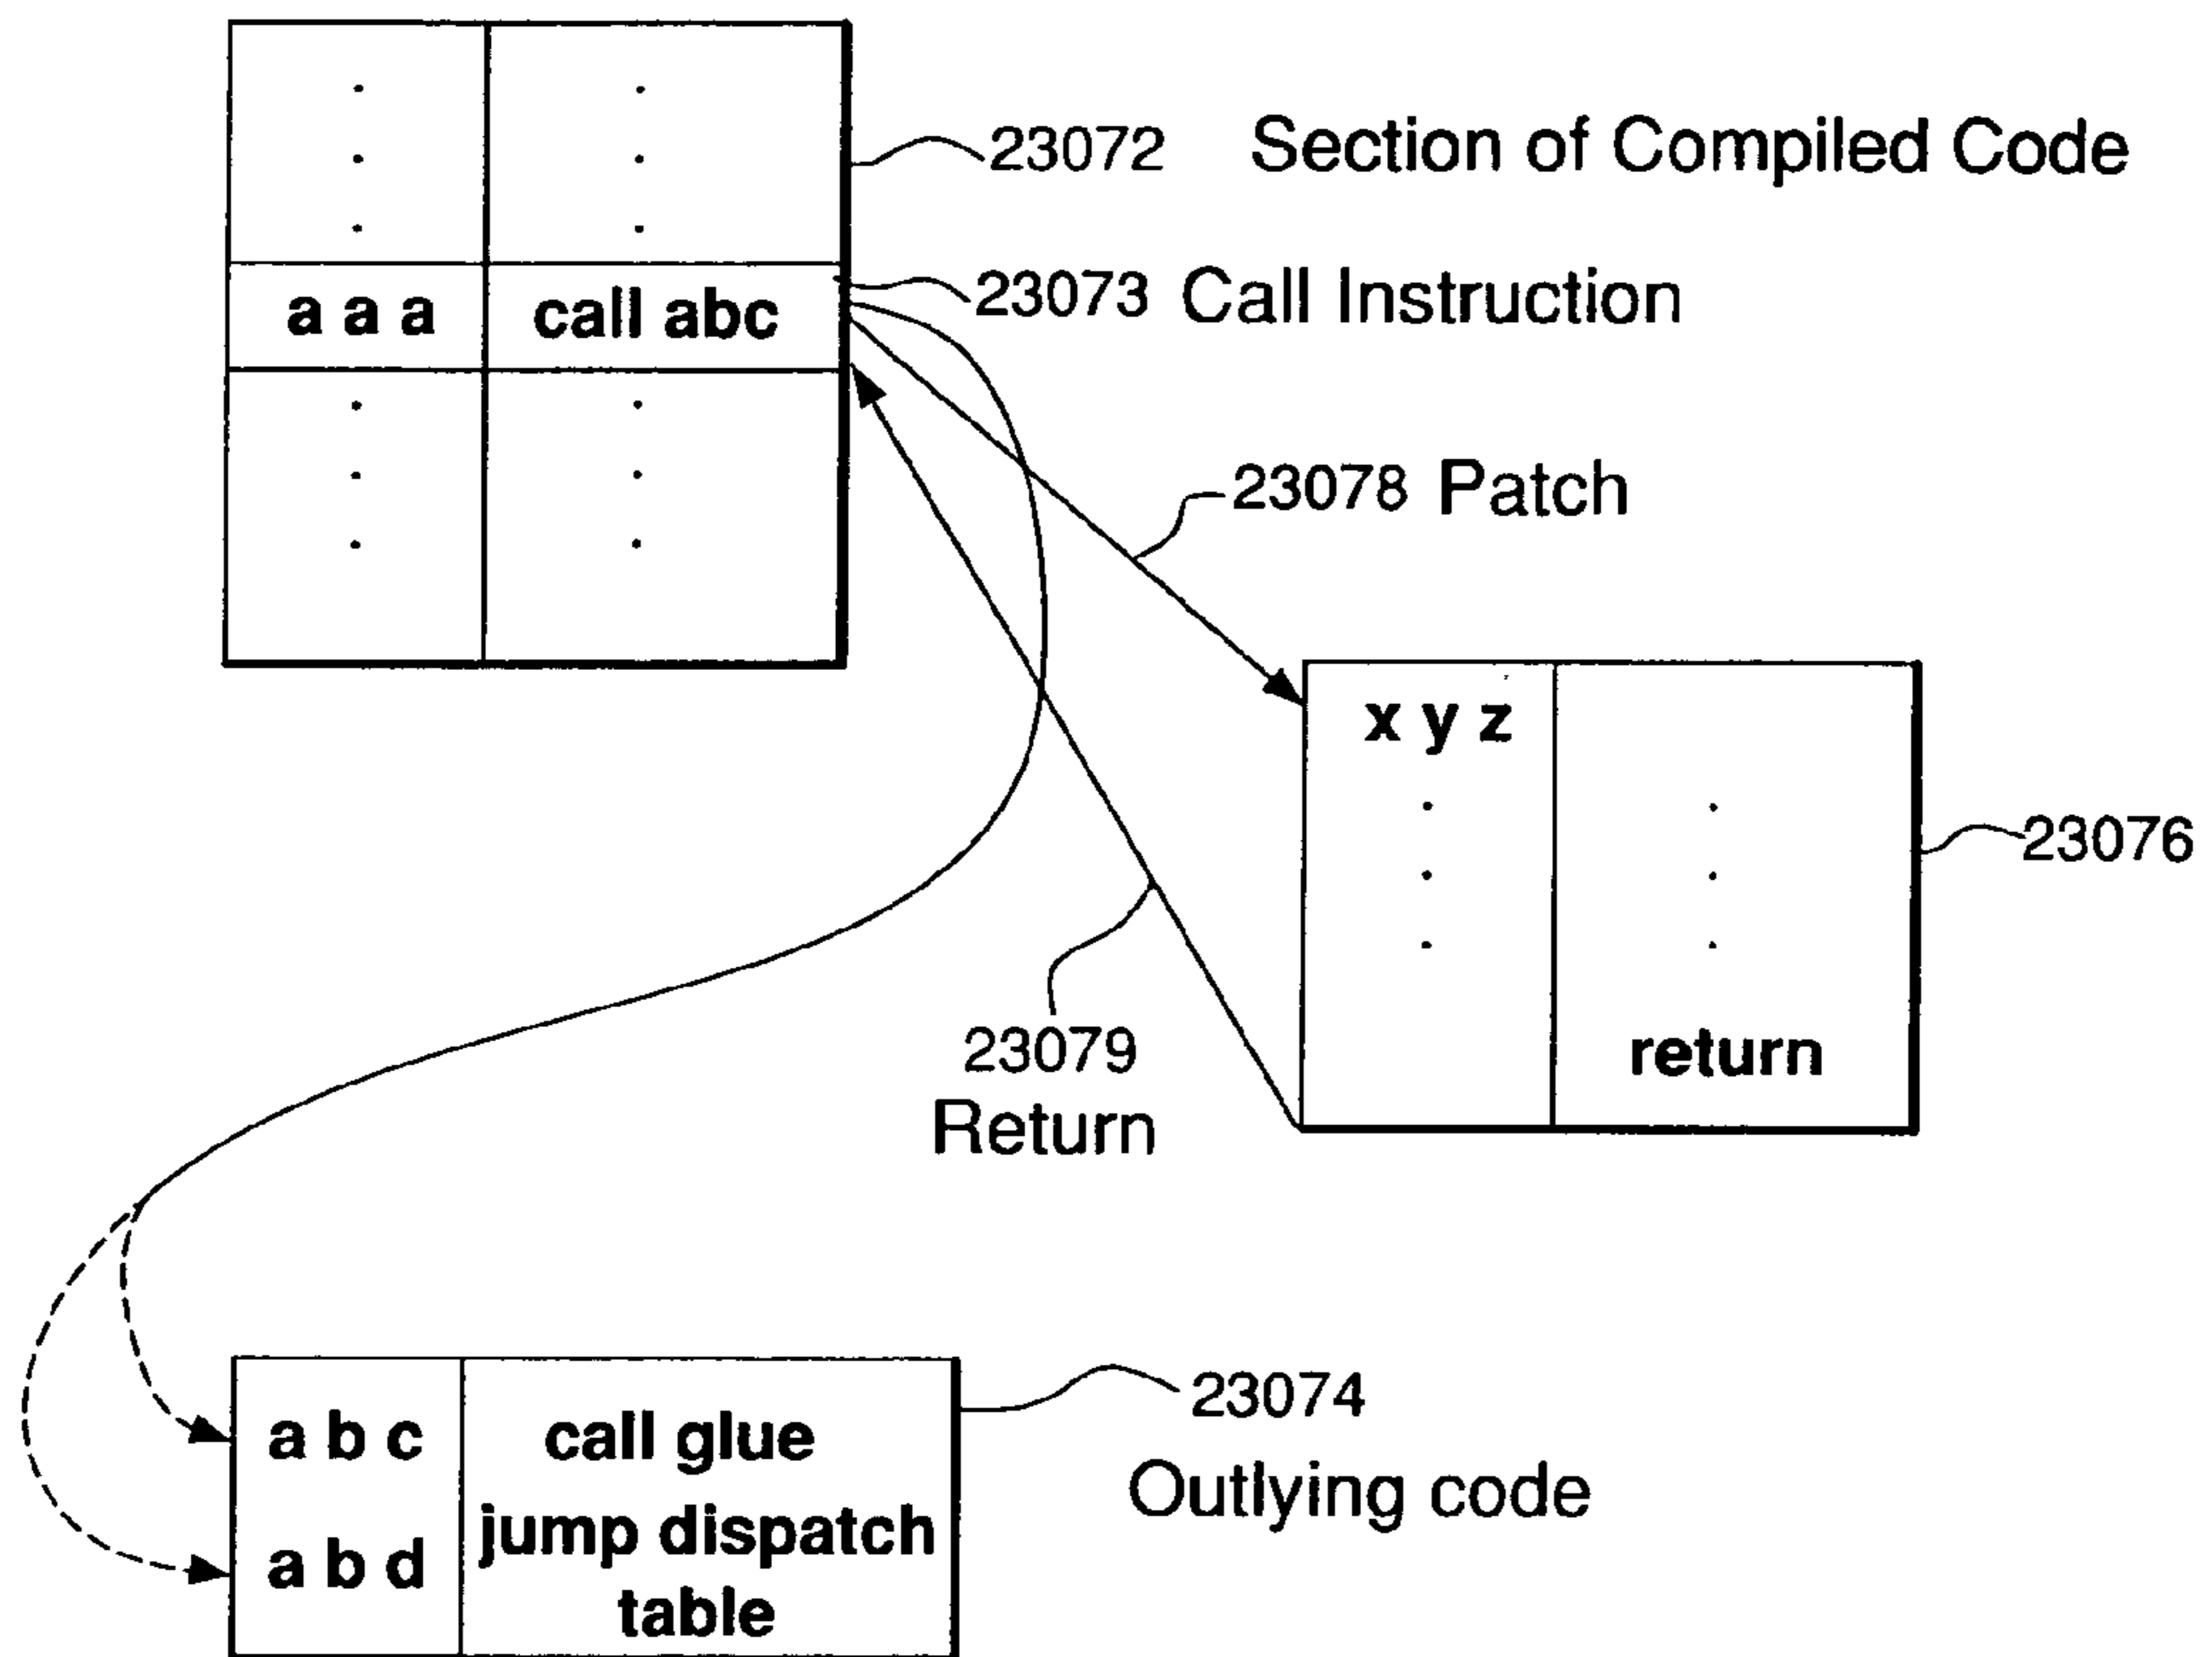 23072 Section of Compiled Code
23073 Call Instruction
a a a call abc
23078 Patch
x y z
23076
23079
Return
return
23074
a b c call glue
Outlying code
jump dispatch
a b d
table